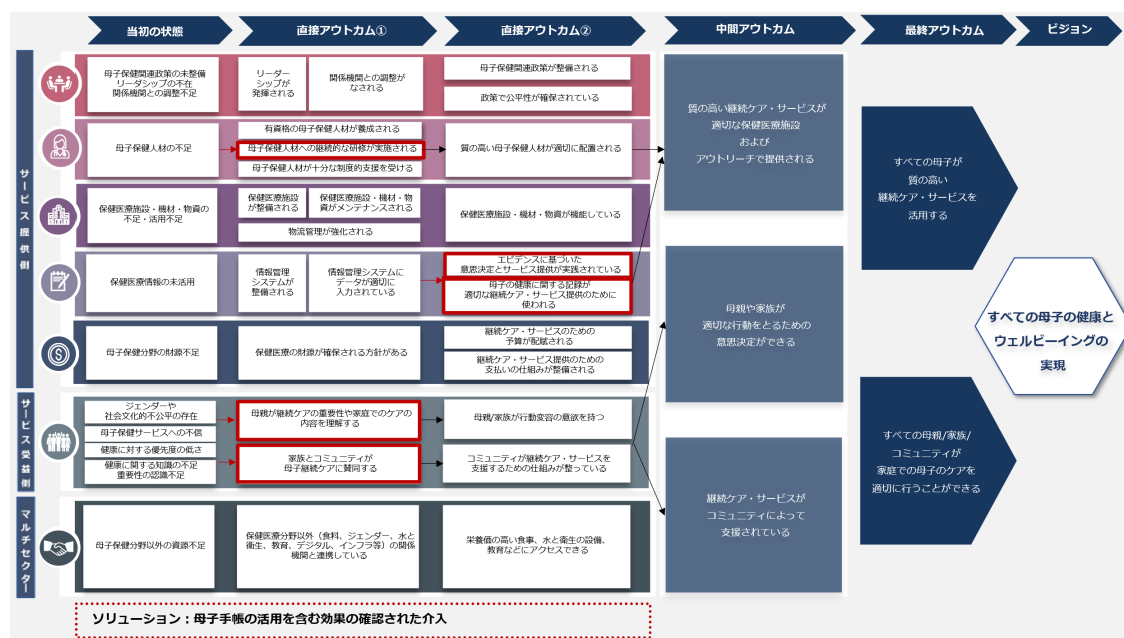 当初の状態
直接アウトカム①
直接アウトカム②
中間アウトカム
最終アウトカム
ビジョン
サービス提供側
母子保健関連政策の未整備
リーダシップの不在
関係機関との調整不足
リーダー
シップが
発揮される
関係機関との調整が
なされる
母子保健関連政策が整備される
政策で公平性が確保されている
母子保健人材の不足
有資格の母子保健人材が養成される
母子保健人材への継続的な研修が実施される
母子保健人材が十分な制度的支援を受ける
質の高い母子保健人材が適切に配置される
保健医療施設・機材・物資の
不足・活用不足
保健医療施設
が整備される
保健医療施設・機材・物
資がメンテナンスされる
物流管理が強化される
保健医療施設・機材・物資が機能している
保健医療情報の未活用
情報管理
システムが
整備される
情報管理システムに
データが適切に
入力されている
エビデンスに基づいた
意思決定とサービス提供が実践されている
母子の健康に関する記録が
適切な継続ケア・サービス提供のために
使われる
母子保健分野の財源不足
保健医療の財源が確保される方針がある
継続ケア・サービスのための
予算が配賦される
継続ケア・サービス提供のための
支払いの仕組みが整備される
サービス受益側
ジェンダーや
社会文化的不公平の存在
母子保健サービスへの不信
健康に対する優先度の低さ
健康に関する知識の不足
重要性の認識不足
母親が継続ケアの重要性や家庭でのケアの
内容を理解する
家族とコミュニティが
母子継続ケアに賛同する
母親/家族が行動変容の意欲を持つ
コミュニティが継続ケア・サービスを
支援するための仕組みが整っている
マルチセクター
母子保健分野以外の資源不足
保健医療分野以外（食料、ジェンダー、水と
衛生、教育、デジタル、インフラ等）の関係
機関と連携している
栄養価の高い食事、水と衛生の設備、
教育などにアクセスできる
質の高い継続ケア・サービスが
適切な保健医療施設
および
アウトリーチで提供される
母親や家族が
適切な行動をとるための
意思決定ができる
継続ケア・サービスが
コミュニティによって
支援されている
すべての母子が
質の高い
継続ケア・サービスを
活用する
すべての母親/家族/
コミュニティが
家庭での母子のケアを
適切に行うことができる
すべての母子の健康と
ウェルビーイングの
実現
ソリューション：母子手帳の活用を含む効果の確認された介入